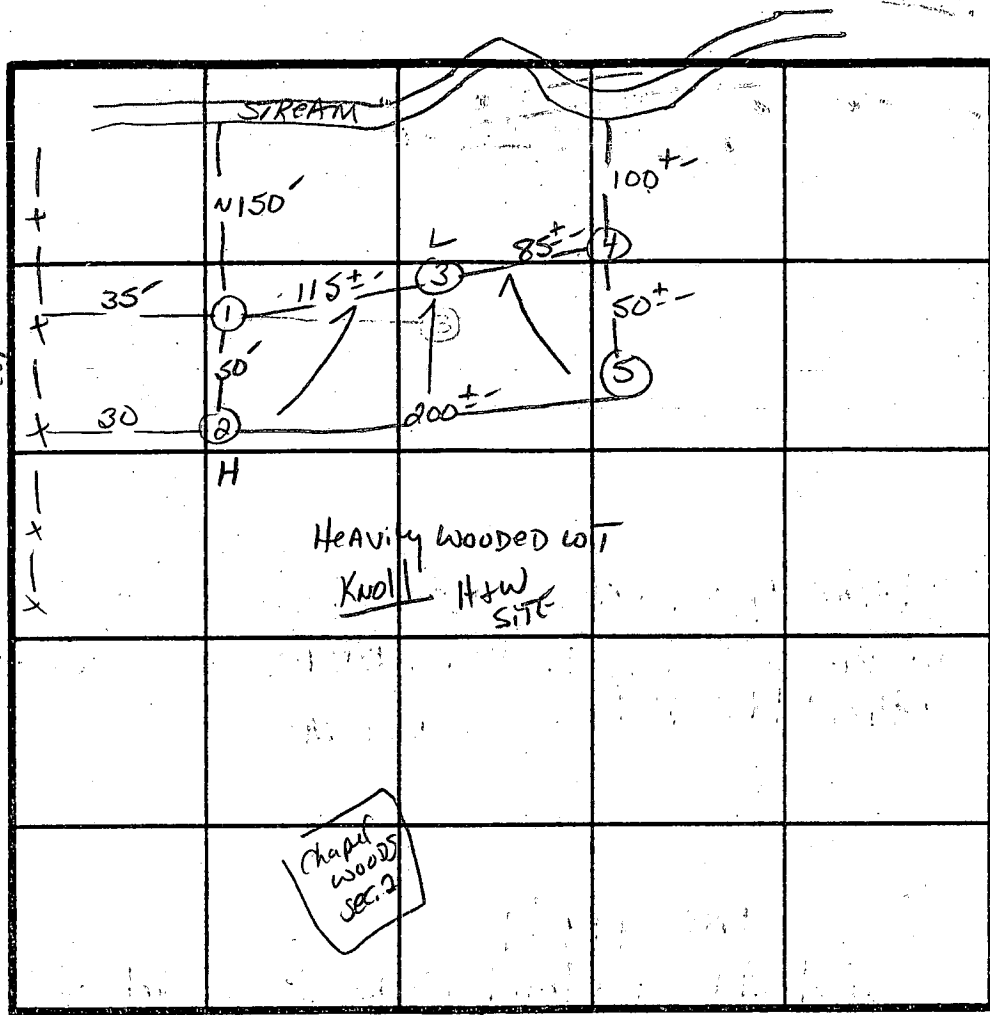 STREAM
N150'
100+-
L
85+-
4
3
35'
1
115+-
3
50+-
50'
5
30
2
200+-
H
HeAVily WOODED LOT
Knoll H+W
SITE
Chapel
WOODS
Sec. 2